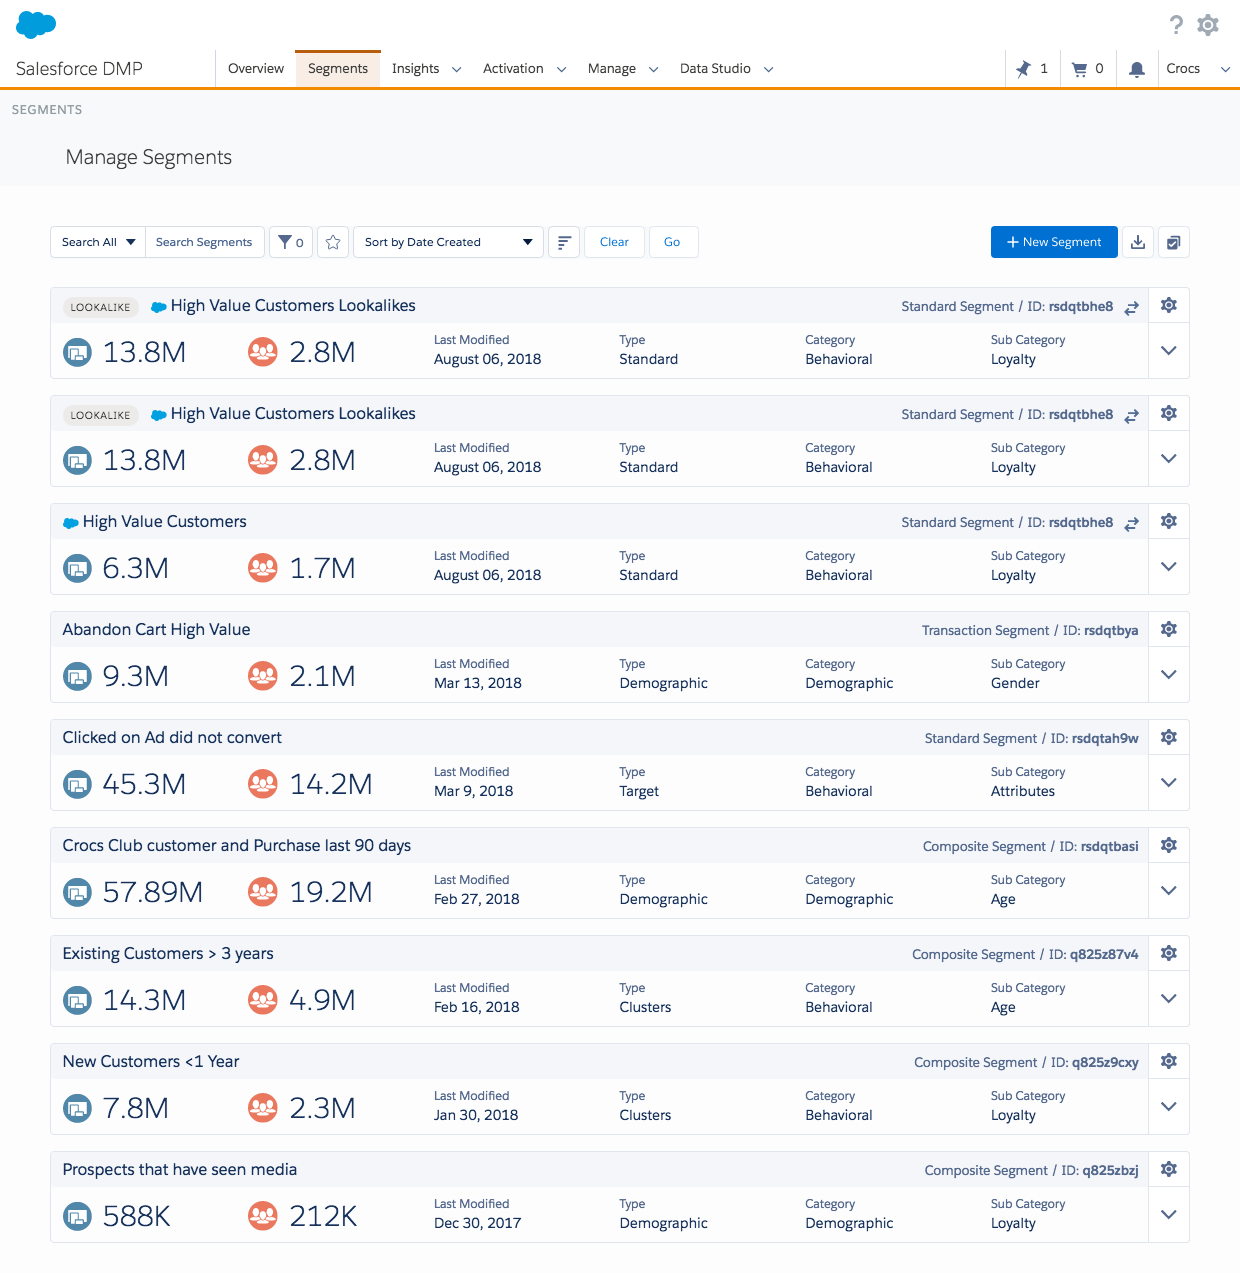 Salesforce DMP
Overview
Segments
Insights
Activation
Manage
Data Studio
1
0
Crocs
SEGMENTS
Manage Segments
Search All
Search Segments
0
Sort by Date Created
Clear
Go
+ New Segment
LOOKALIKE High Value Customers Lookalikes
Standard Segment / ID: rsdqtbhe8
13.8M
2.8M
Last Modified
August 06, 2018
Type
Standard
Category
Behavioral
Sub Category
Loyalty
LOOKALIKE High Value Customers Lookalikes
Standard Segment / ID: rsdqtbhe8
13.8M
2.8M
Last Modified
August 06, 2018
Type
Standard
Category
Behavioral
Sub Category
Loyalty
High Value Customers
Standard Segment / ID: rsdqtbhe8
6.3M
1.7M
Last Modified
August 06, 2018
Type
Standard
Category
Behavioral
Sub Category
Loyalty
Abandon Cart High Value
Transaction Segment / ID: rsdqtbya
9.3M
2.1M
Last Modified
Mar 13, 2018
Type
Demographic
Category
Demographic
Sub Category
Gender
Clicked on Ad did not convert
Standard Segment / ID: rsdqtah9w
45.3M
14.2M
Last Modified
Mar 9, 2018
Type
Target
Category
Behavioral
Sub Category
Attributes
Crocs Club customer and Purchase last 90 days
Composite Segment / ID: rsdqtbasi
57.89M
19.2M
Last Modified
Feb 27, 2018
Type
Demographic
Category
Demographic
Sub Category
Age
Existing Customers > 3 years
Composite Segment / ID: q825z87v4
14.3M
4.9M
Last Modified
Feb 16, 2018
Type
Clusters
Category
Behavioral
Sub Category
Age
New Customers <1 Year
Composite Segment / ID: q825z9cxy
7.8M
2.3M
Last Modified
Jan 30, 2018
Type
Clusters
Category
Behavioral
Sub Category
Loyalty
Prospects that have seen media
Composite Segment / ID: q825zbzj
588K
212K
Last Modified
Dec 30, 2017
Type
Demographic
Category
Demographic
Sub Category
Loyalty